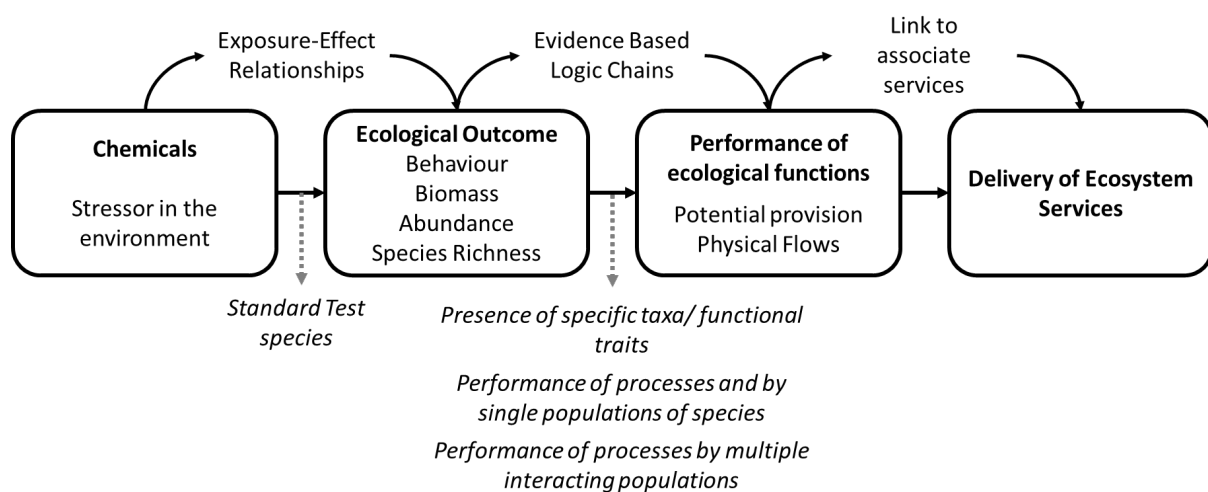 Exposure-Effect
Relationships
Evidence Based
Logic Chains
Link to
associate
services
Chemicals
Stressor in the
environment
Ecological Outcome
Behaviour
Biomass
Abundance
Species Richness
Performance of
ecological functions
Potential provision
Physical Flows
Delivery of Ecosystem
Services
Standard Test
species
Presence of specific taxa/ functional
traits
Performance of processes and by
single populations of species
Performance of processes by multiple
interacting populations